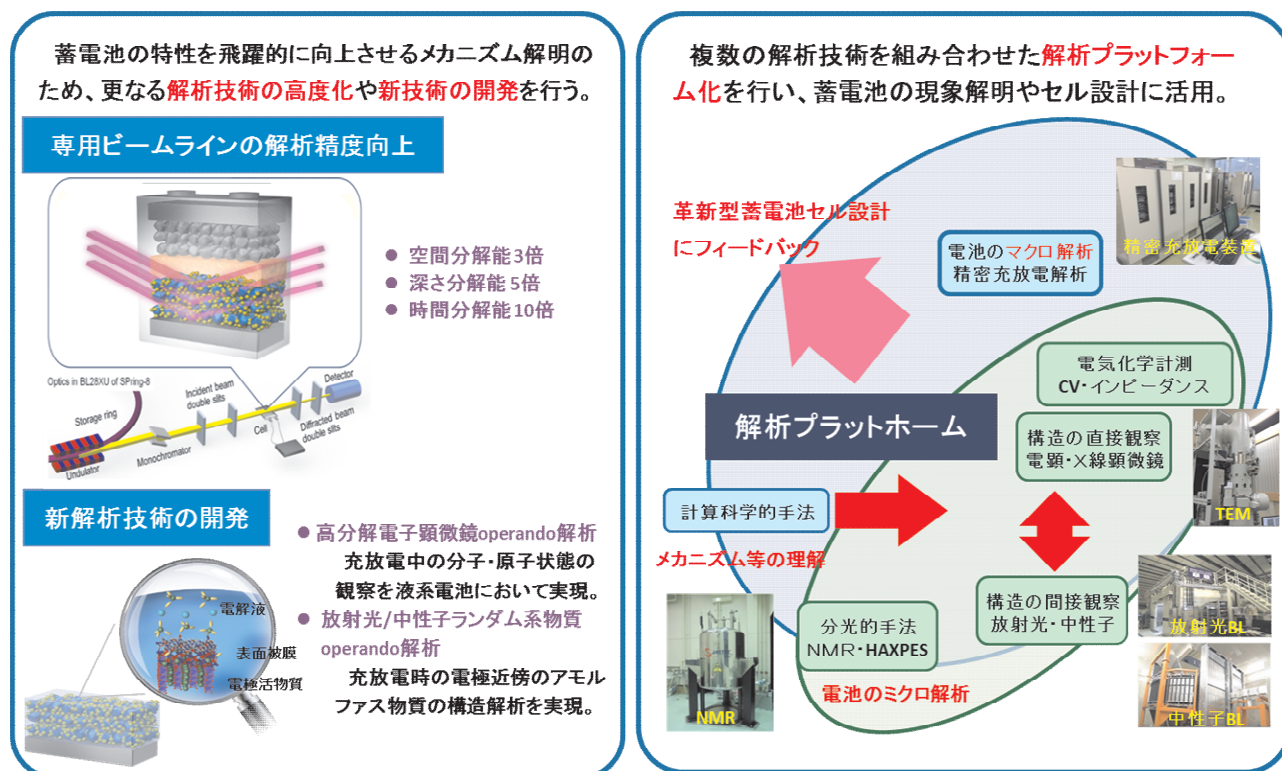 蓄電池の特性を飛躍的に向上させるメカニズム解明の
ため、更なる解析技術の高度化や新技術の開発を行う。
専用ビームラインの解析精度向上
● 空間分解能3倍
● 深さ分解能5倍
● 時間分解能10倍
Optics in BL28XU of SPring-8
Storage ring
Undulator
Monochromator
Incident beam
double slits
Cell
Diffracted beam
double slits
Detector
新解析技術の開発
電解液
表面被膜
電極活物質
● 高分解電子顕微鏡operando解析
充放電中の分子・原子状態の
観察を液系電池において実現。
● 放射光/中性子ランダム系物質
operando解析
充放電時の電極近傍のアモル
ファス物質の構造解析を実現。
複数の解析技術を組み合わせた解析プラットフォー
ム化を行い、蓄電池の現象解明やセル設計に活用。
革新型蓄電池セル設計
にフィードバック
電池のマクロ解析
精密充放電解析
精密充放電装置
電気化学計測
CV・インピーダンス
解析プラットホーム
構造の直接観察
電顕・X線顕微鏡
TEM
計算科学的手法
メカニズム等の理解
構造の間接観察
放射光・中性子
放射光BL
分光的手法
NMR・HAXPES
電池のミクロ解析
NMR
中性子BL